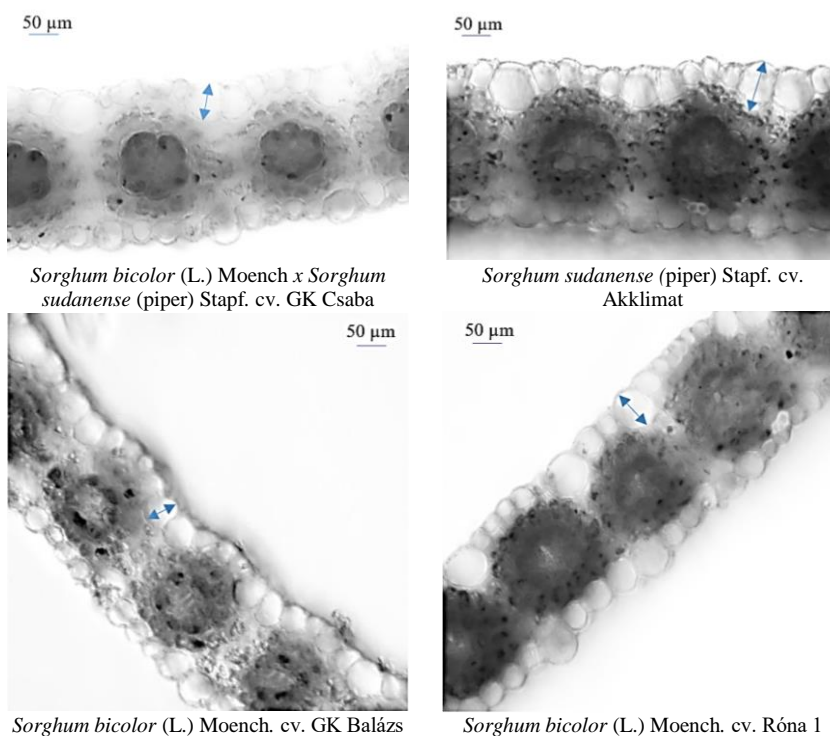 50 µm
50 µm
Sorghum bicolor (L.) Moench x Sorghum
sudanense (piper) Stapf. cv. GK Csaba
Sorghum sudanense (piper) Stapf. cv.
Akklimat
50 µm
50 µm
Sorghum bicolor (L.) Moench. cv. GK Balázs
Sorghum bicolor (L.) Moench. cv. Róna 1